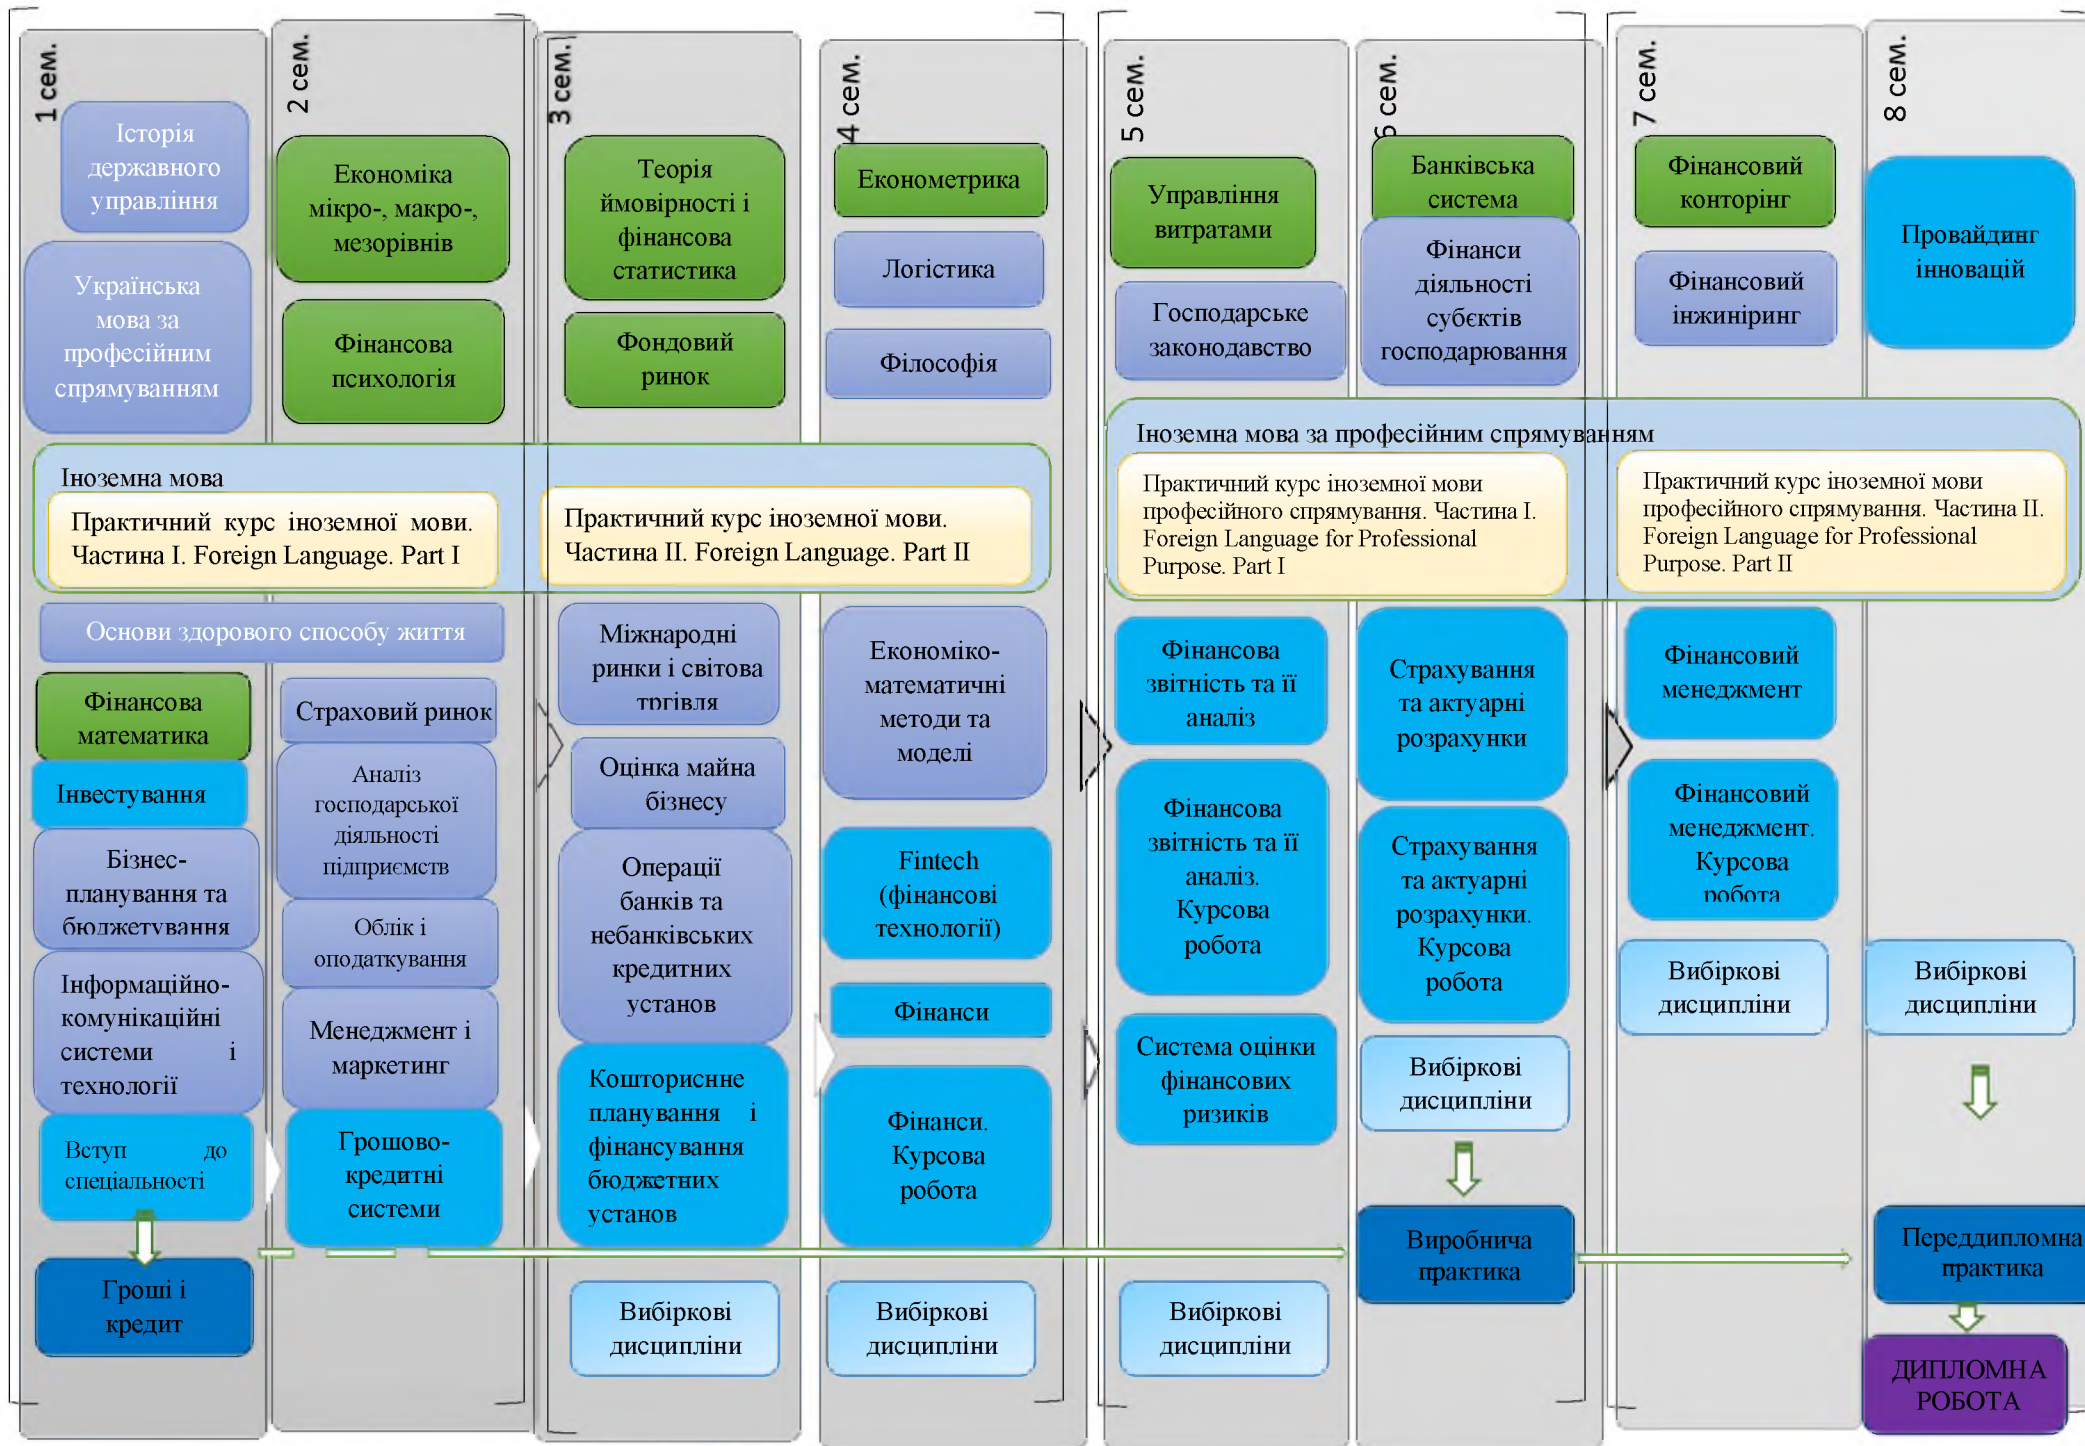 1 сем.
Історія
державного
управління
Українська
мова за
професійним
спрямуванням
2 сем.
Економіка
мікро-, макро-,
мезорівнів
Фінансова
психологія
3 сем.
Теорія
ймовірності і
фінансова
статистика
Фондовий
ринок
4 сем.
Економетрика
Логістика
Філософія
5 сем.
Управління
витратами
Господарське
законодавство
6 сем.
Банківська
система
Фінанси
діяльності
субєктів
господарювання
7 сем.
Фінансовий
конторінг
Фінансовий
інжиніринг
8 сем.
Провайдинг
інновацій
Іноземна мова
Практичний курс іноземної мови.
Частина I. Foreign Language. Part I
Практичний курс іноземної мови.
Частина II. Foreign Language. Part II
Іноземна мова за професійним спрямуванням
Практичний курс іноземної мови
професійного спрямування. Частина I.
Foreign Language for Professional
Purpose. Part I
Практичний курс іноземної мови
професійного спрямування. Частина II.
Foreign Language for Professional
Purpose. Part II
Основи здорового способу життя
Фінансова
математика
Інвестування
Бізнес-
планування та
бюджетування
Інформаційно-
комунікаційні
системи і
технології
Вступ до
спеціальності
Гроші і
кредит
Страховий ринок
Аналіз
господарської
діяльності
підприємств
Облік і
оподаткування
Менеджмент і
маркетинг
Грошово-
кредитні
системи
Міжнародні
ринки і світова
тргівля
Оцінка майна
бізнесу
Операції
банків та
небанківських
кредитних
установ
Кошториснне
планування і
фінансування
бюджетних
установ
Вибіркові
дисципліни
Економіко-
математичні
методи та
моделі
Fintech
(фінансові
технології)
Фінанси
Фінанси.
Курсова
робота
Вибіркові
дисципліни
Фінансова
звітність та її
аналіз
Фінансова
звітність та її
аналіз.
Курсова
робота
Система оцінки
фінансових
ризиків
Вибіркові
дисципліни
Страхування
та актуарні
розрахунки
Страхування
та актуарні
розрахунки.
Курсова
робота
Вибіркові
дисципліни
Виробнича
практика
Фінансовий
менеджмент
Фінансовий
менеджмент.
Курсова
робота
Вибіркові
дисципліни
Вибіркові
дисципліни
Переддипломна
практика
ДИПЛОМНА
РОБОТА